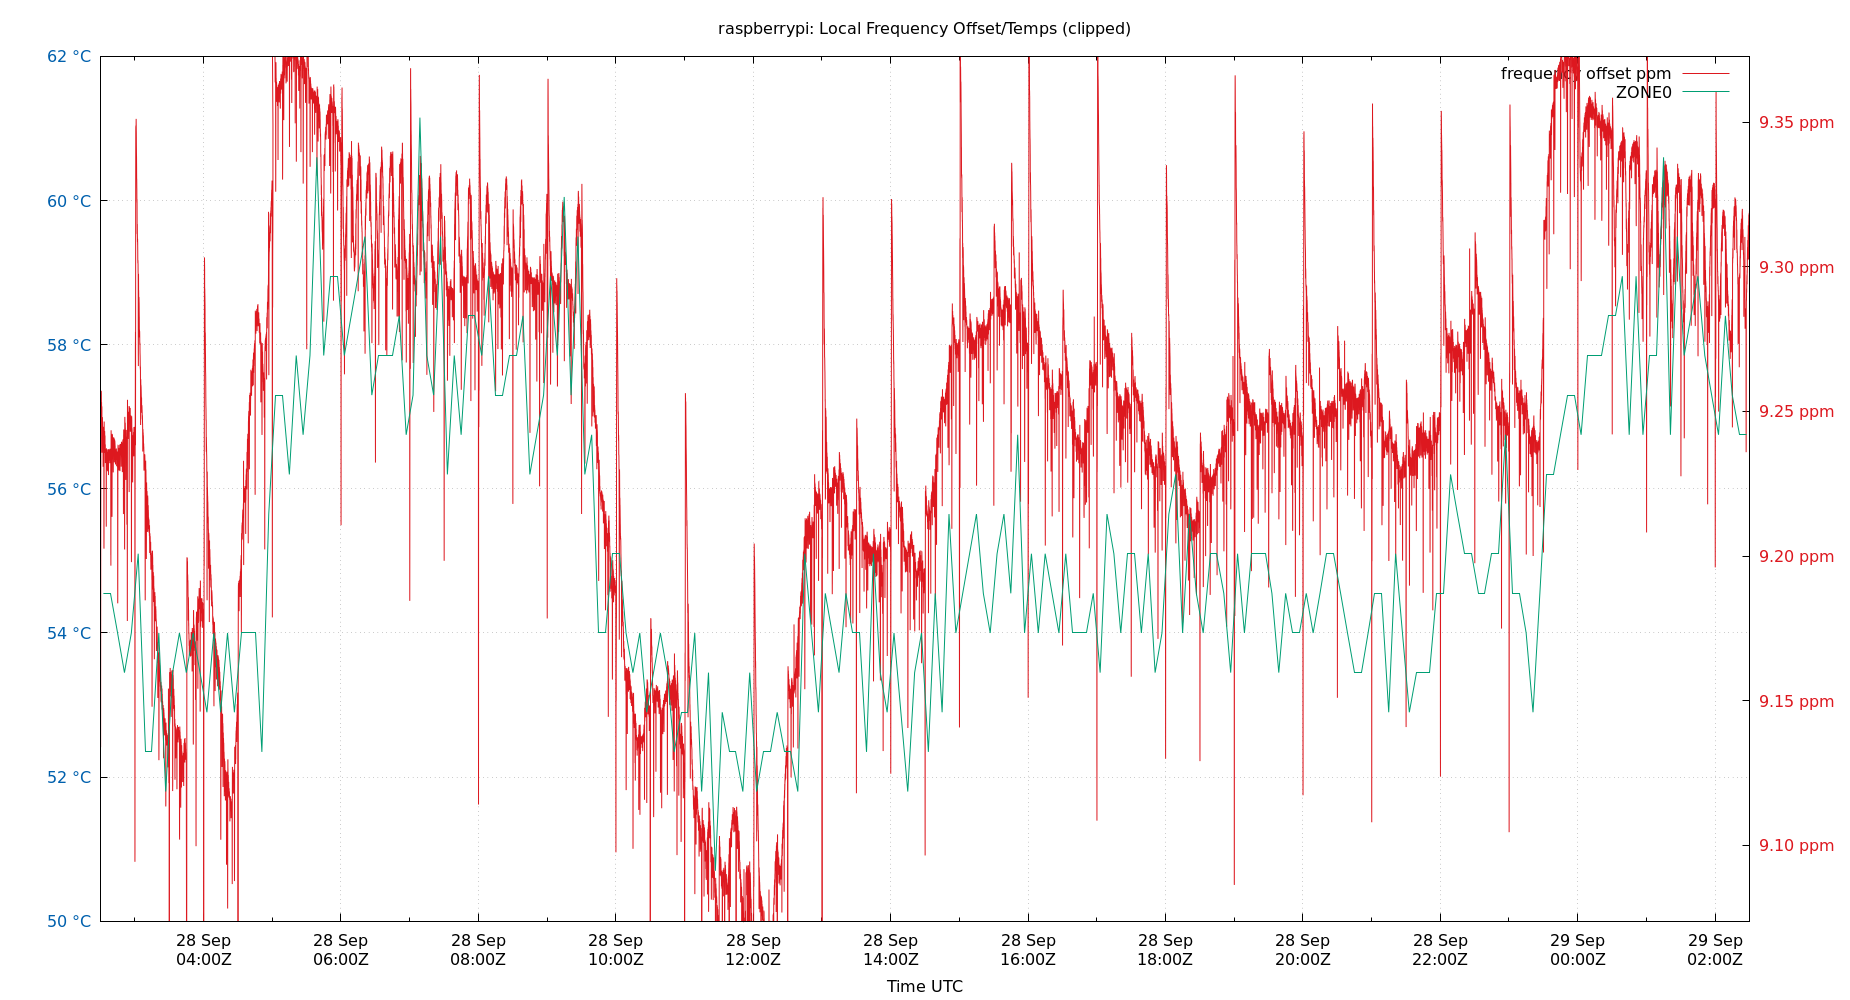 raspberrypi: Local Frequency Offset/Temps (clipped)
62 °C
60 °C
58 °C
56 °C
54 °C
52 °C
50 °C
frequency offset ppm
ZONE0
9.35 ppm
9.30 ppm
9.25 ppm
9.20 ppm
9.15 ppm
9.10 ppm
28 Sep
04:00Z
28 Sep
06:00Z
28 Sep
08:00Z
28 Sep
10:00Z
28 Sep
12:00Z
28 Sep
14:00Z
28 Sep
16:00Z
28 Sep
18:00Z
28 Sep
20:00Z
28 Sep
22:00Z
29 Sep
00:00Z
29 Sep
02:00Z
Time UTC